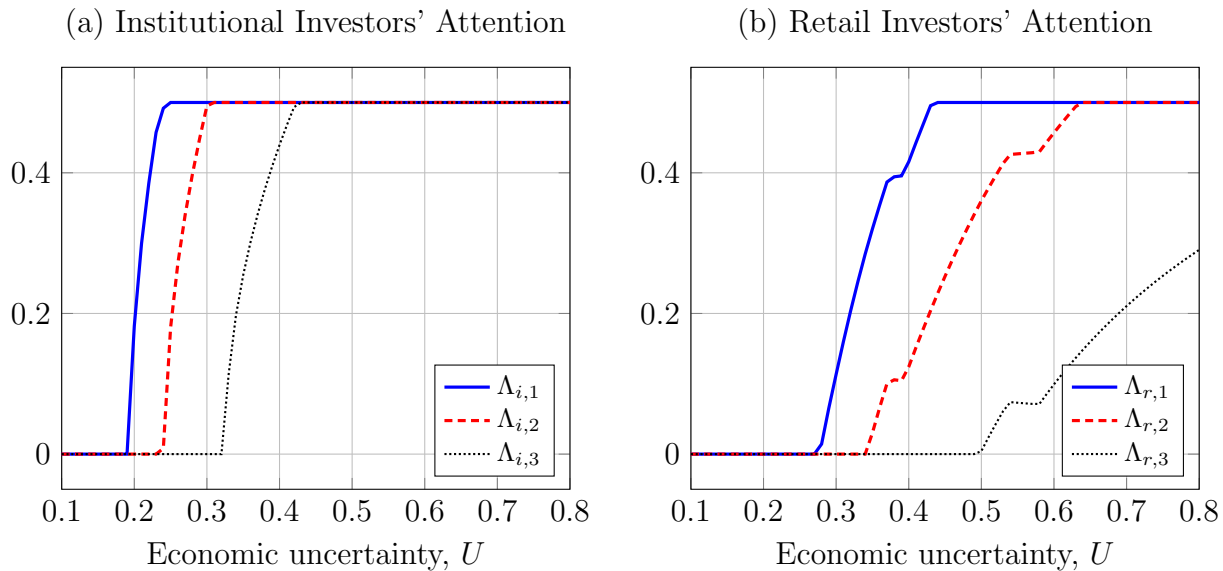 (a) Institutional Investors' Attention
0.4
0.2
0
0.1 0.2 0.3 0.4 0.5 0.6 0.7 0.8
Economic uncertainty, U
Λi,1
Λi,2
Λi,3
(b) Retail Investors' Attention
0.4
0.2
0
0.1 0.2 0.3 0.4 0.5 0.6 0.7 0.8
Economic uncertainty, U
Λr,1
Λr,2
Λr,3